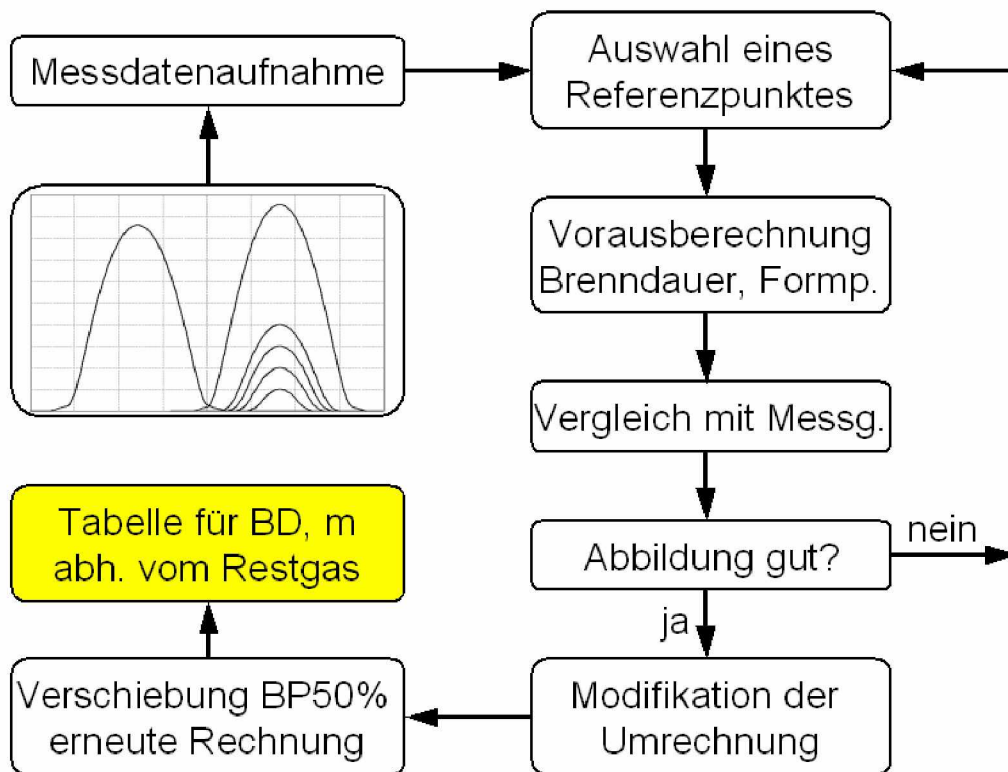 Messdatenaufnahme
Auswahl eines
Referenzpunktes
Vorausberechnung
Brenndauer, Formp.
Vergleich mit Messg.
Abbildung gut?
nein
ja
Modifikation der
Umrechnung
Verschiebung BP50%
erneute Rechnung
Tabelle für BD, m
abh. vom Restgas